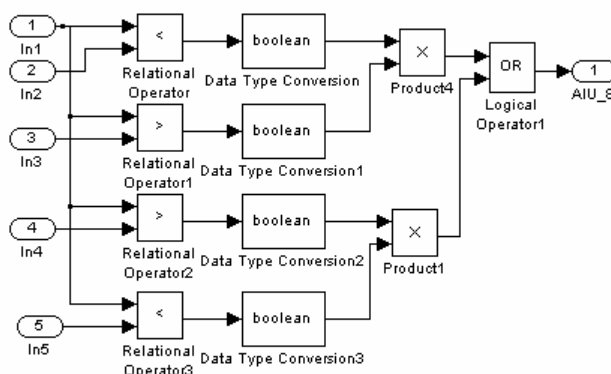 1
In1
<
boolean
×
OR
1
2
In2
Relational
Operator
Data Type Conversion
Product4
Logical
Operator1
AIU_8
3
In3
>
boolean
Relational
Operator1
Data Type Conversion1
4
In4
>
boolean
×
Relational
Operator2
Data Type Conversion2
Product1
5
In5
<
boolean
Relational
Operator3
Data Type Conversion3